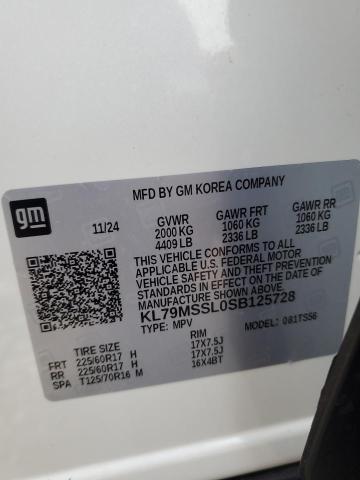 gm
MFD BY GM KOREA COMPANY
11/24
GVWR GAWR FRT GAWR RR
2000 KG 1060 KG 1060 KG
4409 LB 2336 LB 2336 LB
THIS VEHICLE CONFORMS TO ALL APPLICABLE
U.S. FEDERAL MOTOR VEHICLE SAFETY
AND THEFT PREVENTION STANDARDS
IN EFFECT ON THE DATE OF
MANUFACTURE SHOWN ABOVE.
KL79MSSL0SB125728
TYPE: MPV MODEL: 081TS56
TIRE SIZE RIM
FRT 225/60R17 H 17X7.5J
RR 225/60R17 H 17X7.5J
SPA T125/70R16 M 16X4BT